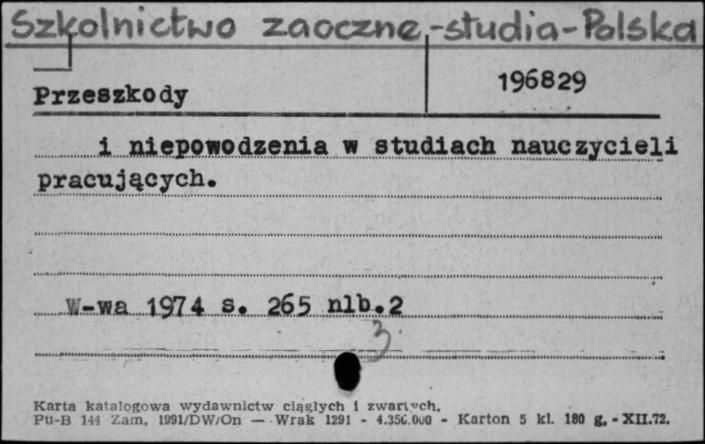 Szkolnictwo zaoczne-studia-Polska
196829
Przeszkody
i niepowodzenia w studiach nauczycieli
pracujących.
W-wa 1974 s. 265 nlb.2
3
Karta katalogowa wydawnictw ciągłych i zwartych.
Pu-B 144 Zam. 1991/DW/On — Wrak 1291 - 4.350.000 - Karton 5 kl. 180 g. - XII.72.